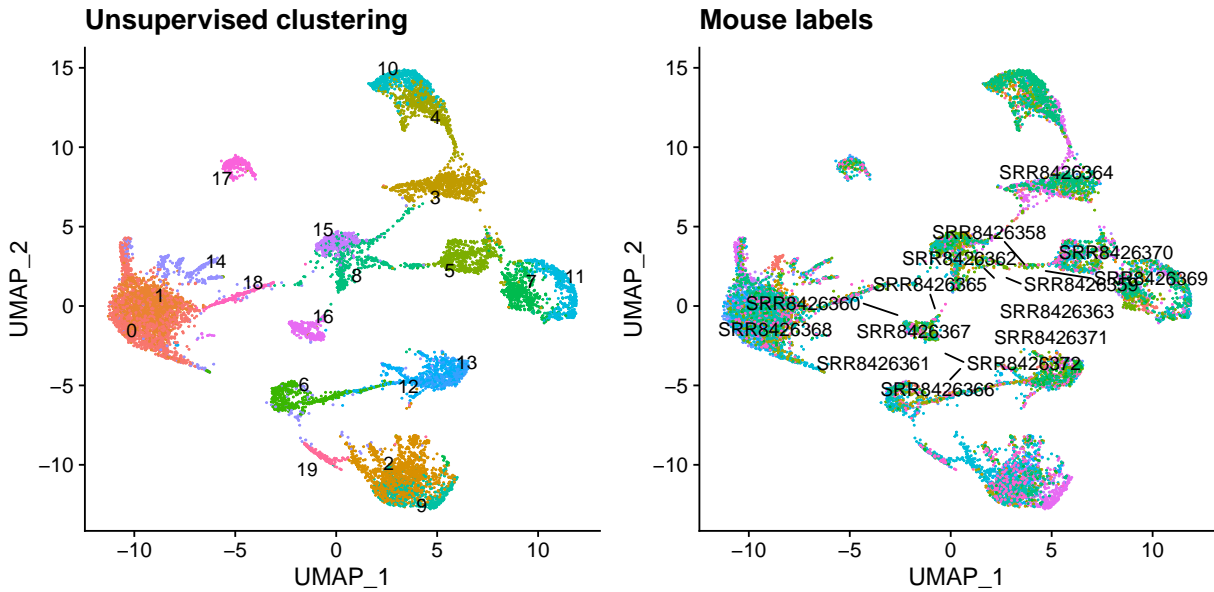 Unsupervised clustering
Mouse labels
15
10
5
0
−5
−10
UMAP_2
10
4
17
3
15
14
18
8
5
7
11
1
0
16
13
6
12
19
2
9
−10
−5
0
5
10
UMAP_1
15
10
5
0
−5
−10
UMAP_2
SRR8426364
SRR8426358
SRR8426362
SRR8426370
SRR8426369
SRR8426365
SRR8426359
SRR8426360
SRR8426363
SRR8426368
SRR8426367
SRR8426371
SRR8426361
SRR8426372
SRR8426366
−10
−5
0
5
10
UMAP_1